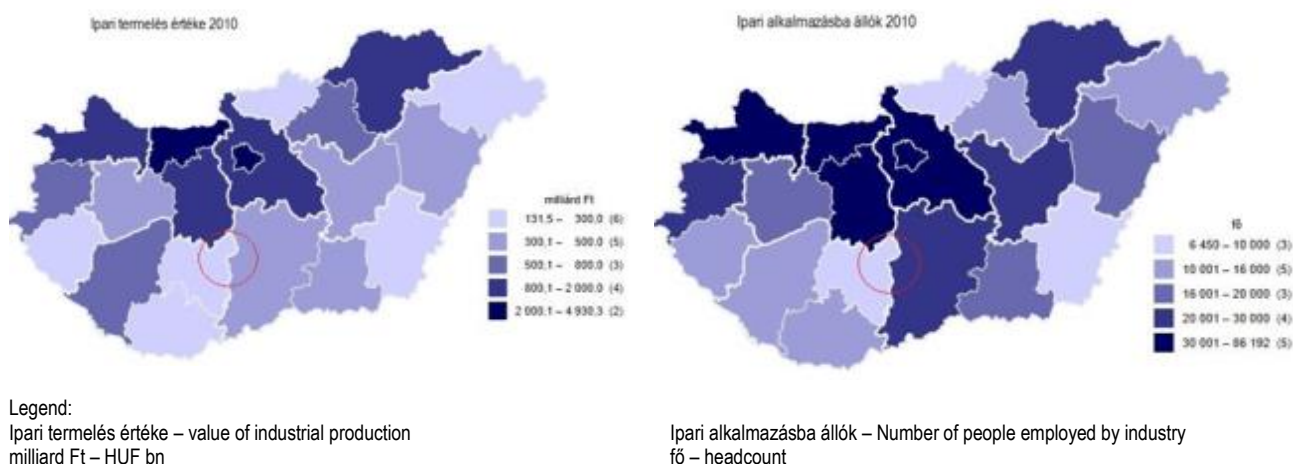 Ipari termelés értéke 2010
milliárd Ft
131.5 – 300.0 (6)
300.1 – 500.0 (5)
500.1 – 800.0 (3)
800.1 – 2 000.0 (4)
2 000.1 – 4 930.3 (2)
Ipari alkalmazásba állók 2010
fő
6 450 – 10 000 (3)
10 001 – 16 000 (5)
16 001 – 20 000 (3)
20 001 – 30 000 (4)
30 001 – 86 192 (5)
Legend:
Ipari termelés értéke – value of industrial production
milliard Ft – HUF bn
Ipari alkalmazásba állók – Number of people employed by industry
fő – headcount